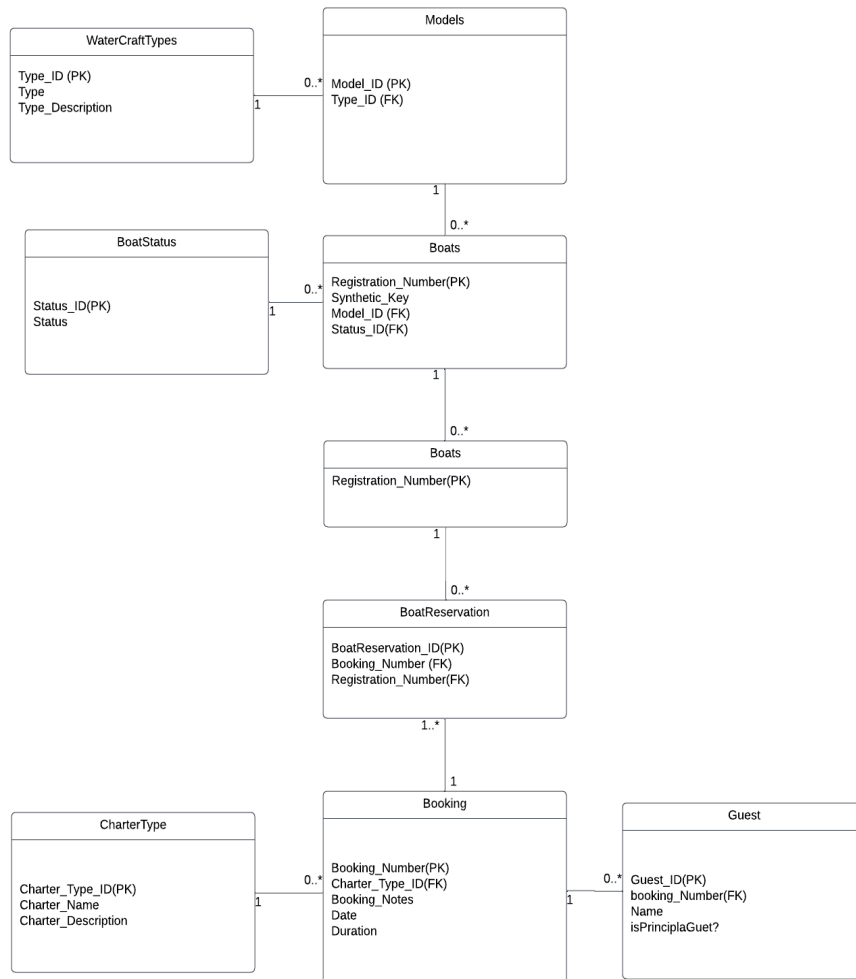 Models
Model_ID (PK)
Type_ID (FK)
WaterCraftTypes
Type_ID (PK)
Type
Type_Description
1
0..*
1
0..*
BoatStatus
Status_ID(PK)
Status
1
0..*
Boats
Registration_Number(PK)
Synthetic_Key
Model_ID (FK)
Status_ID(FK)
1
0..*
Boats
Registration_Number(PK)
1
0..*
BoatReservation
BoatReservation_ID(PK)
Booking_Number (FK)
Registration_Number(FK)
1..*
1
CharterType
Charter_Type_ID(PK)
Charter_Name
Charter_Description
1
0..*
Booking
Booking_Number(PK)
Charter_Type_ID(FK)
Booking_Notes
Date
Duration
1
0..*
Guest
Guest_ID(PK)
booking_Number(FK)
Name
isPrinciplaGuet?